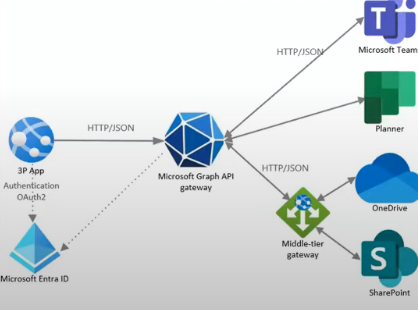 T
HTTP/JSON
Microsoft Team
HTTP/JSON
Planner
3P App
Microsoft Graph API
gateway
HTTP/JSON
Authentication
OAuth2
OneDrive
Middle-tier
gateway
Microsoft Entra ID
S
SharePoint